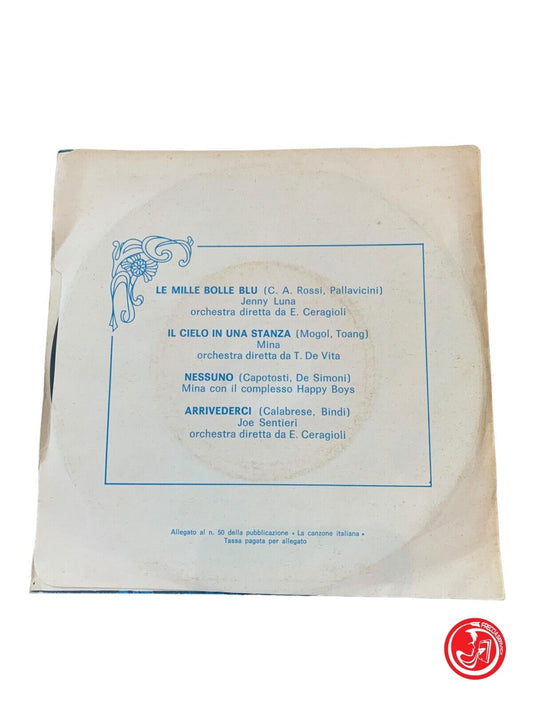 LE MILLE BOLLE BLU (C. A. Rossi, Pallavicini)
Jenny Luna
orchestra diretta da E. Ceragioli
IL CIELO IN UNA STANZA (Mogol, Toang)
Mina
orchestra diretta da T. De Vita
NESSUNO (Capotosti, De Simoni)
Mina con il complesso Happy Boys
ARRIVEDERCI (Calabrese, Bindi)
Joe Sentieri
orchestra diretta da E. Ceragioli
Allegato al n. 50 della pubblicazione « La canzone italiana »
Tassa pagata per allegato